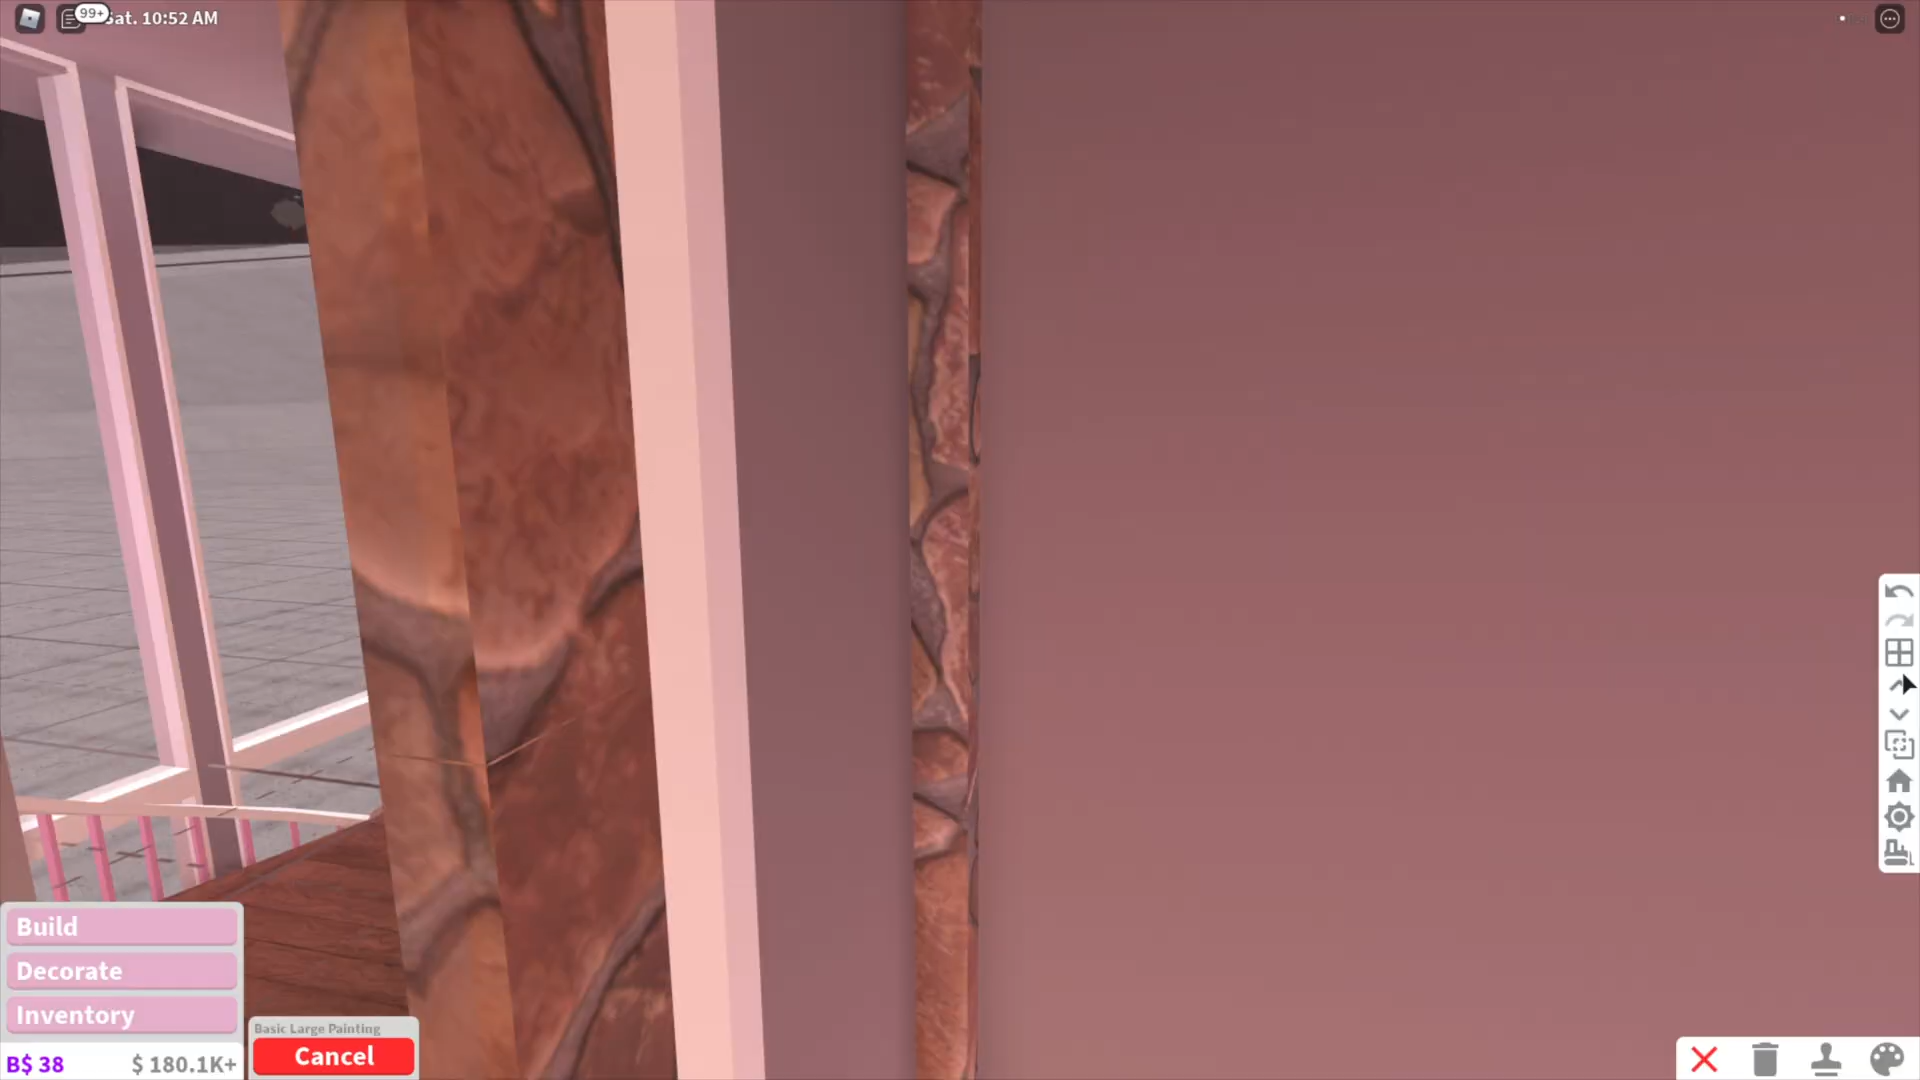 99+
Sat. 10:52 AM
Build
Decorate
Inventory
B$ 38
$ 180.1K+
Basic Large Painting
Cancel